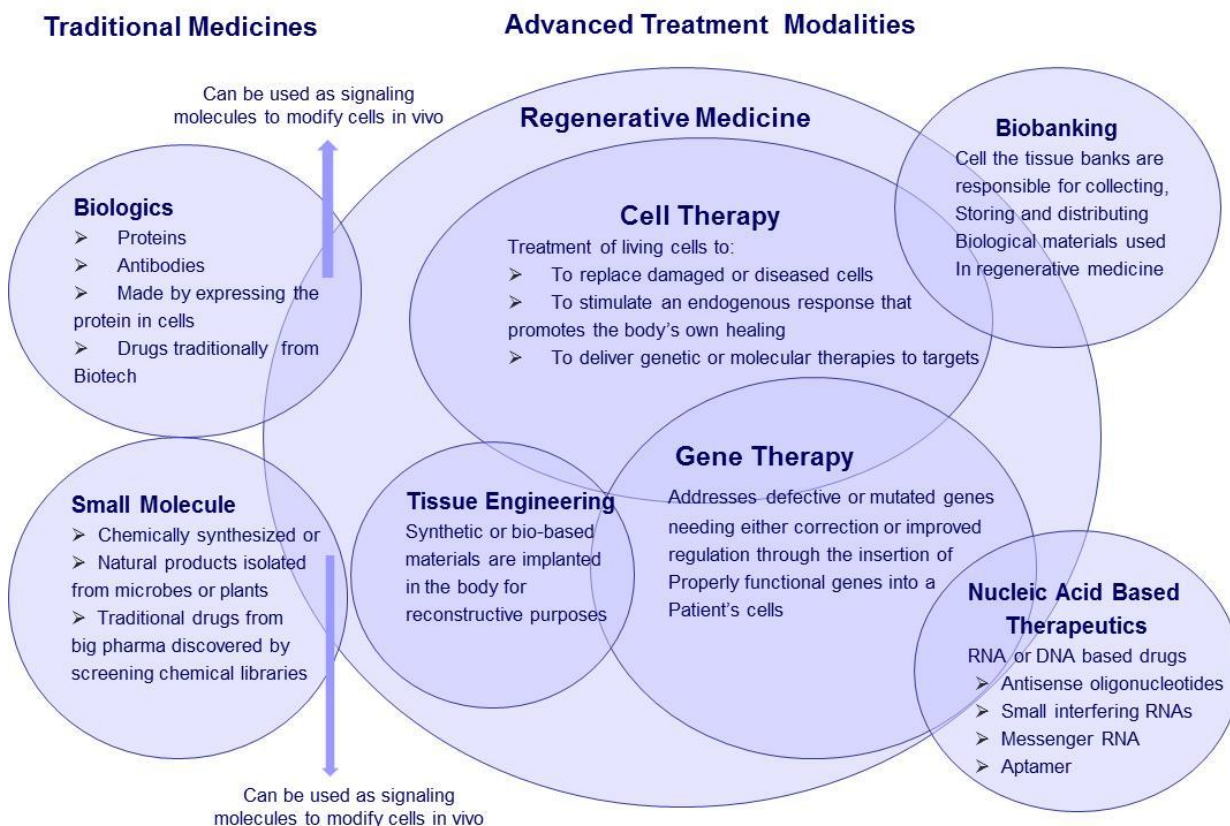 Traditional Medicines
Advanced Treatment Modalities
Can be used as signaling
molecules to modify cells in vivo
Biologics
➢ Proteins
➢ Antibodies
➢ Made by expressing the
protein in cells
➢ Drugs traditionally from
Biotech
Small Molecule
➢ Chemically synthesized or
➢ Natural products isolated
from microbes or plants
➢ Traditional drugs from
big pharma discovered by
screening chemical libraries
Can be used as signaling
molecules to modify cells in vivo
Regenerative Medicine
Cell Therapy
Treatment of living cells to:
➢ To replace damaged or diseased cells
➢ To stimulate an endogenous response that
promotes the body's own healing
➢ To deliver genetic or molecular therapies to targets
Tissue Engineering
Synthetic or bio-based
materials are implanted
in the body for
reconstructive purposes
Gene Therapy
Addresses defective or mutated genes
needing either correction or improved
regulation through the insertion of
Properly functional genes into a
Patient's cells
Biobanking
Cell the tissue banks are
responsible for collecting,
Storing and distributing
Biological materials used
In regenerative medicine
Nucleic Acid Based
Therapeutics
RNA or DNA based drugs
➢ Antisense oligonucleotides
➢ Small interfering RNAs
➢ Messenger RNA
➢ Aptamer